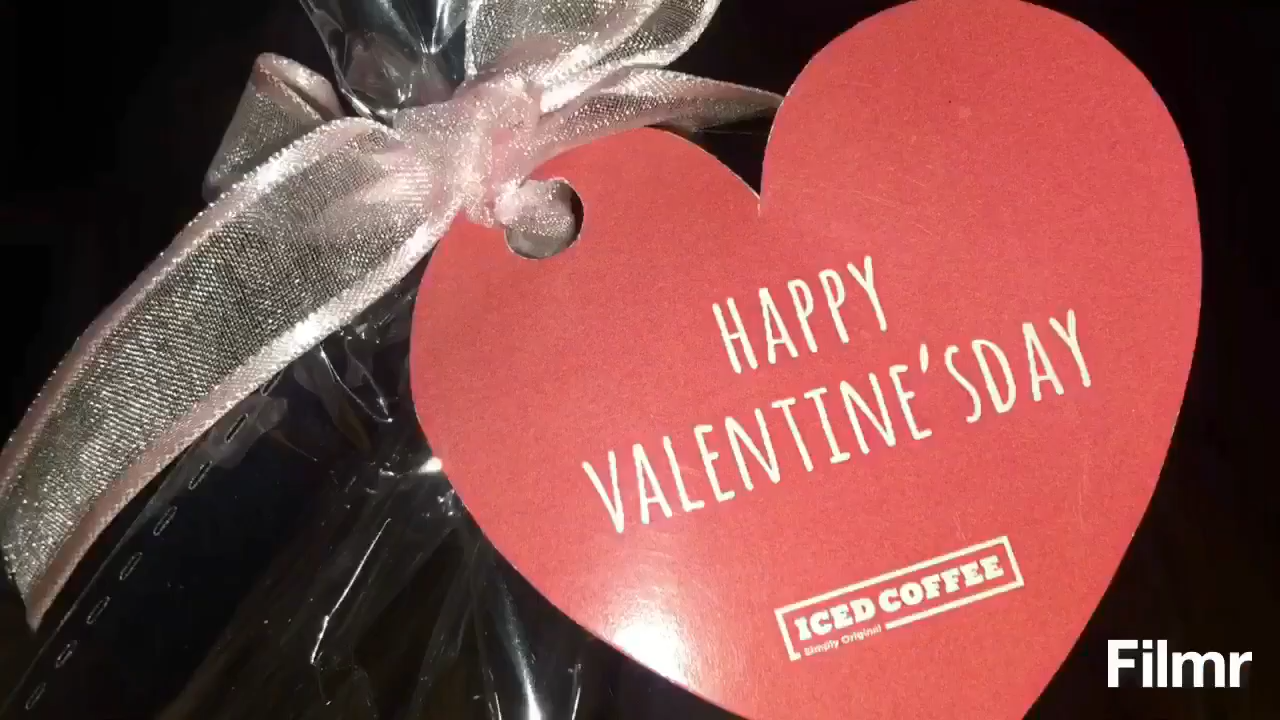 HAPPY
VALENTINE'SDAY
ICED COFFEE
Simply Original
Filmr